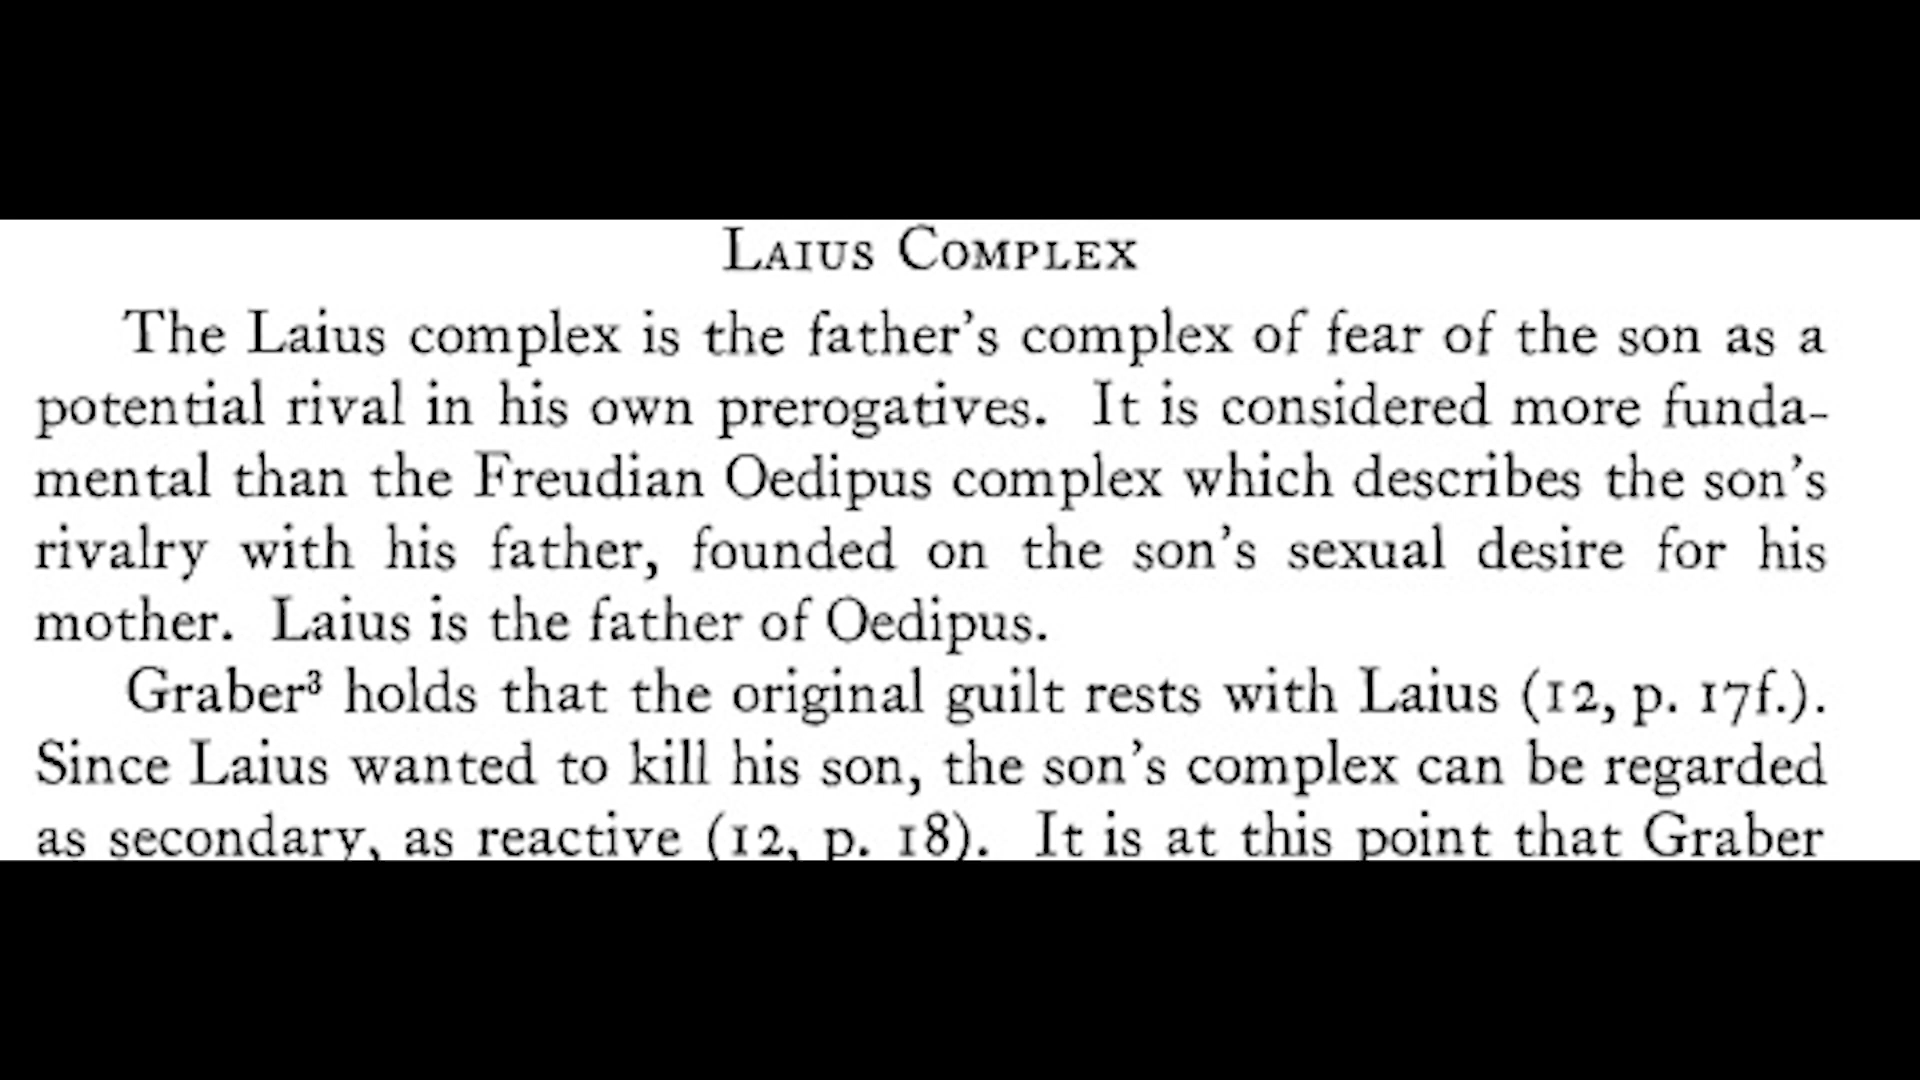 LAIUS COMPLEX
The Laius complex is the father's complex of fear of the son as a
potential rival in his own prerogatives. It is considered more funda-
mental than the Freudian Oedipus complex which describes the son's
rivalry with his father, founded on the son's sexual desire for his
mother. Laius is the father of Oedipus.
Graber³ holds that the original guilt rests with Laius (12, p. 17f.).
Since Laius wanted to kill his son, the son's complex can be regarded
as secondary, as reactive (12, p. 18). It is at this point that Graber